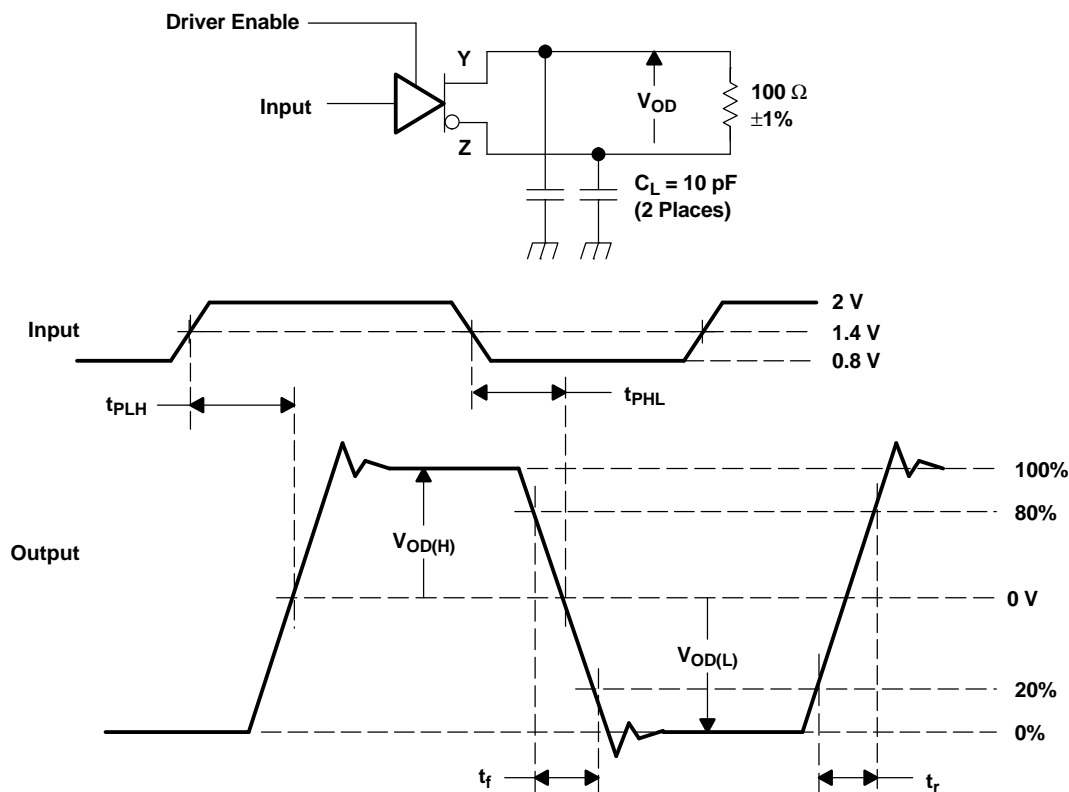 Driver Enable
Input
Y
Z
V_OD
100 Ω
±1%
C_L = 10 pF
(2 Places)
Input
2 V
1.4 V
0.8 V
t_PLH
t_PHL
Output
V_OD(H)
V_OD(L)
100%
80%
0 V
20%
0%
t_f
t_r